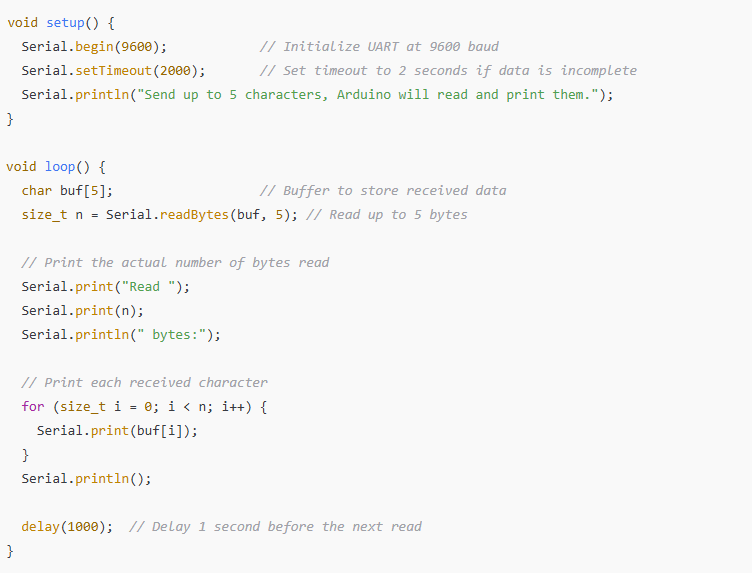 void setup() {
  Serial.begin(9600);            // Initialize UART at 9600 baud
  Serial.setTimeout(2000);       // Set timeout to 2 seconds if data is incomplete
  Serial.println("Send up to 5 characters, Arduino will read and print them.");
}

void loop() {
  char buf[5];                   // Buffer to store received data
  size_t n = Serial.readBytes(buf, 5); // Read up to 5 bytes

  // Print the actual number of bytes read
  Serial.print("Read ");
  Serial.print(n);
  Serial.println(" bytes:");

  // Print each received character
  for (size_t i = 0; i < n; i++) {
    Serial.print(buf[i]);
  }
  Serial.println();

  delay(1000);  // Delay 1 second before the next read
}